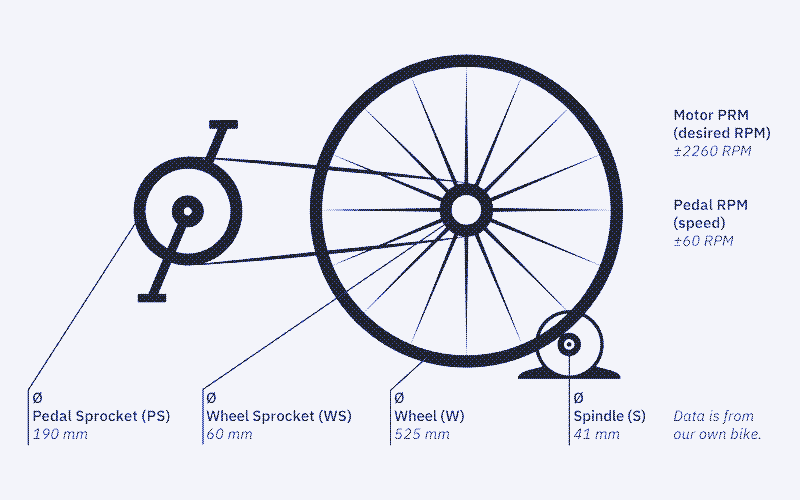 Motor PRM
(desired RPM)
±2260 RPM
Pedal RPM
(speed)
±60 RPM
Ø
Pedal Sprocket (PS)
190 mm
Ø
Wheel Sprocket (WS)
60 mm
Ø
Wheel (W)
525 mm
Ø
Spindle (S)
41 mm
Data is from
our own bike.